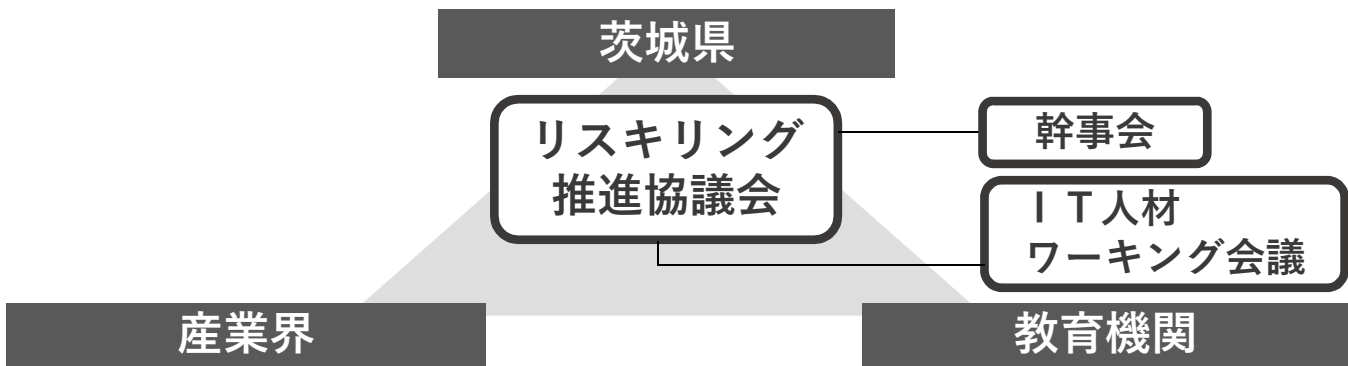 茨城県
リスキリング
推進協議会
幹事会
ＩＴ人材
ワーキング会議
産業界
教育機関